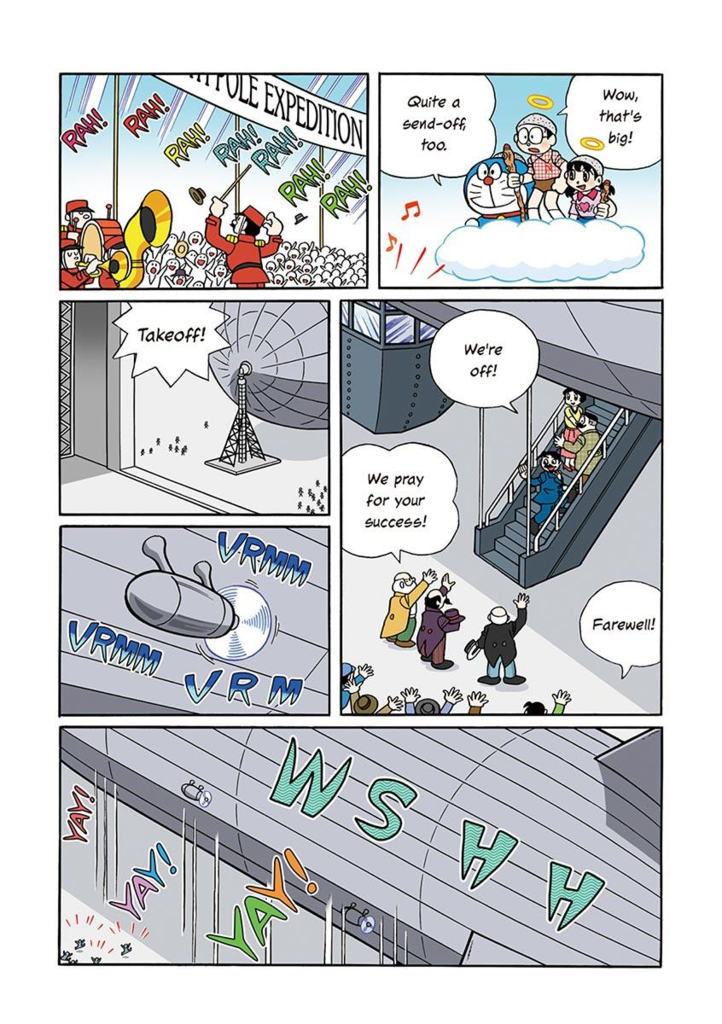 POLE EXPEDITION
RAH!
RAH!
RAH!
RAH!
RAH!
RAH!
RAH!
Quite a
send-off,
too.
Wow,
that's
big!
Takeoff!
We're
off!
We pray
for your
success!
Farewell!
VRMM
VRMM
VRM
WSHH
YAY!
YAY!
YAY!